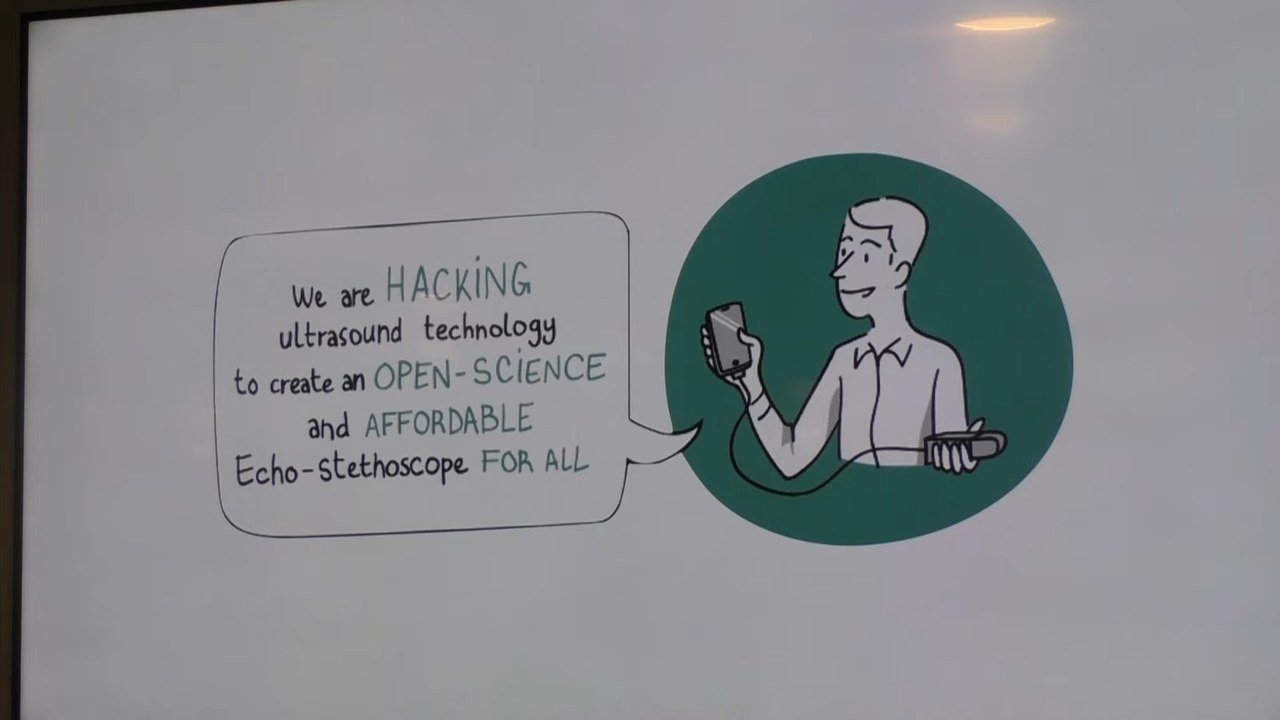 We are HACKING
ultrasound technology
to create an OPEN-SCIENCE
and AFFORDABLE
Echo-stethoscope FOR ALL